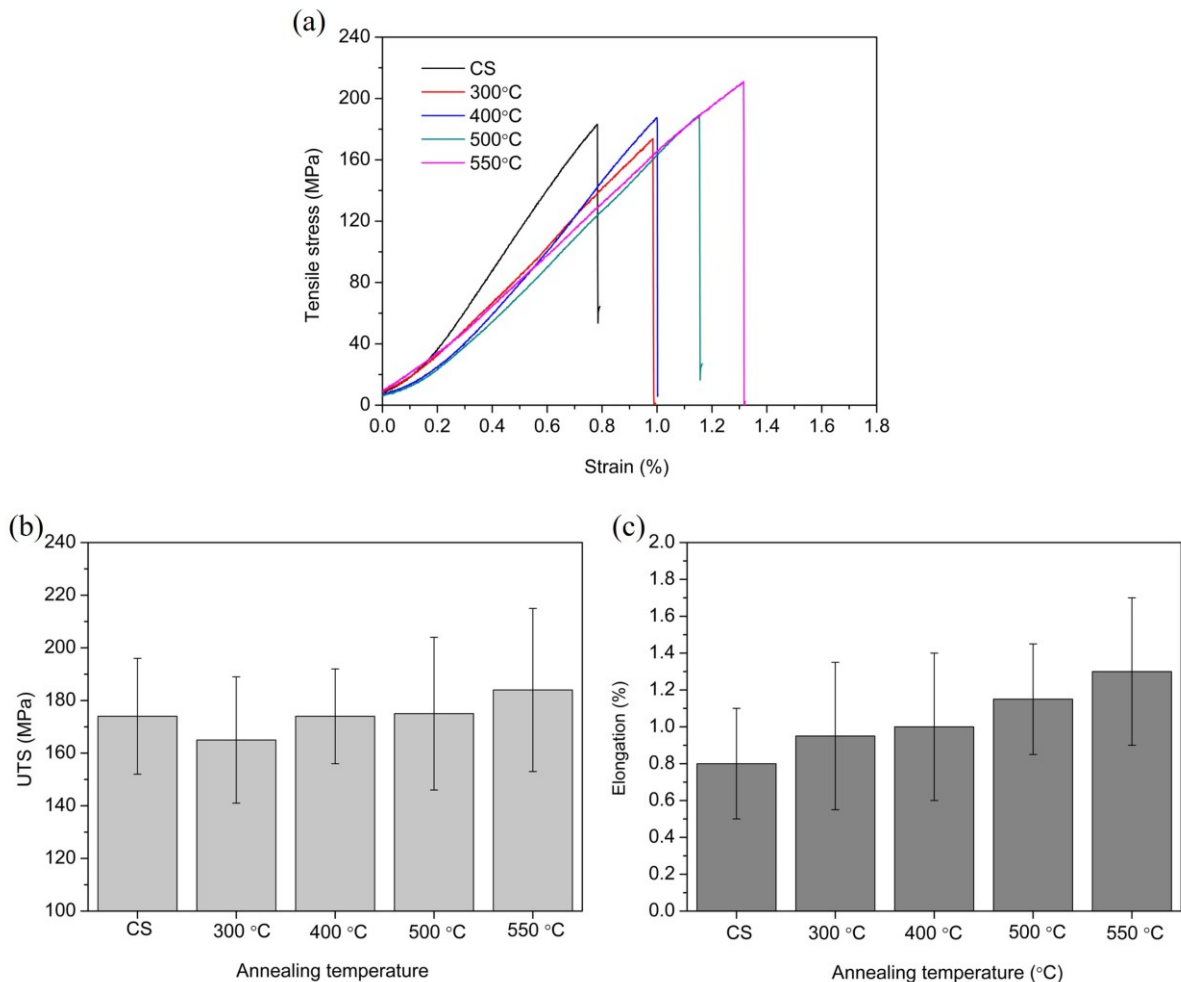 (a)
240
200
160
120
80
40
0
Tensile stress (MPa)
CS
300°C
400°C
500°C
550°C
0.0 0.2 0.4 0.6 0.8 1.0 1.2 1.4 1.6 1.8
Strain (%)
(b)
240
220
200
180
160
140
120
100
UTS (MPa)
CS 300 °C 400 °C 500 °C 550 °C
Annealing temperature
(c)
2.0
1.8
1.6
1.4
1.2
1.0
0.8
0.6
0.4
0.2
0.0
Elongation (%)
CS 300 °C 400 °C 500 °C 550 °C
Annealing temperature (°C)